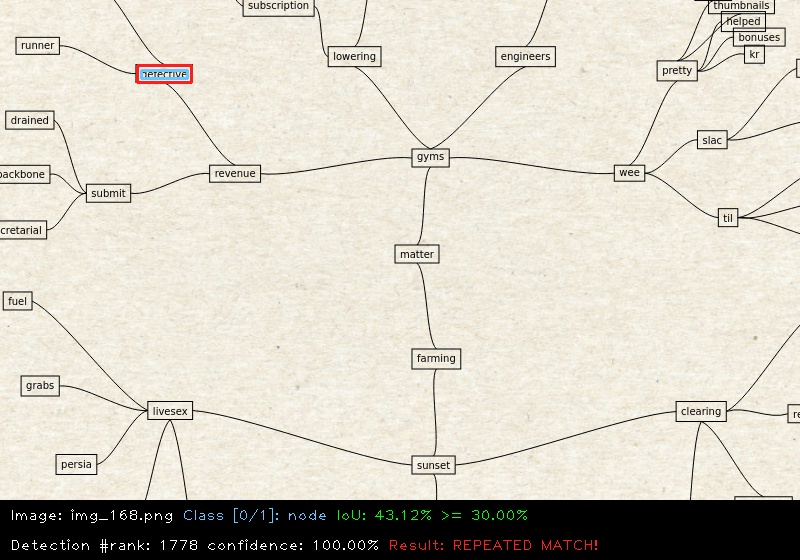 thumbnails
subscription
helped
bonuses
runner
lowering
engineers
kr
pretty
detective
drained
slac
gyms
backbone
revenue
wee
submit
til
cretarial
matter
fuel
farming
grabs
livesex
clearing
re
persia
sunset
Image: img_168.png Class [0/1]: node IoU: 43.12% >= 30.00%
Detection #rank: 1778 confidence: 100.00% Result: REPEATED MATCH!